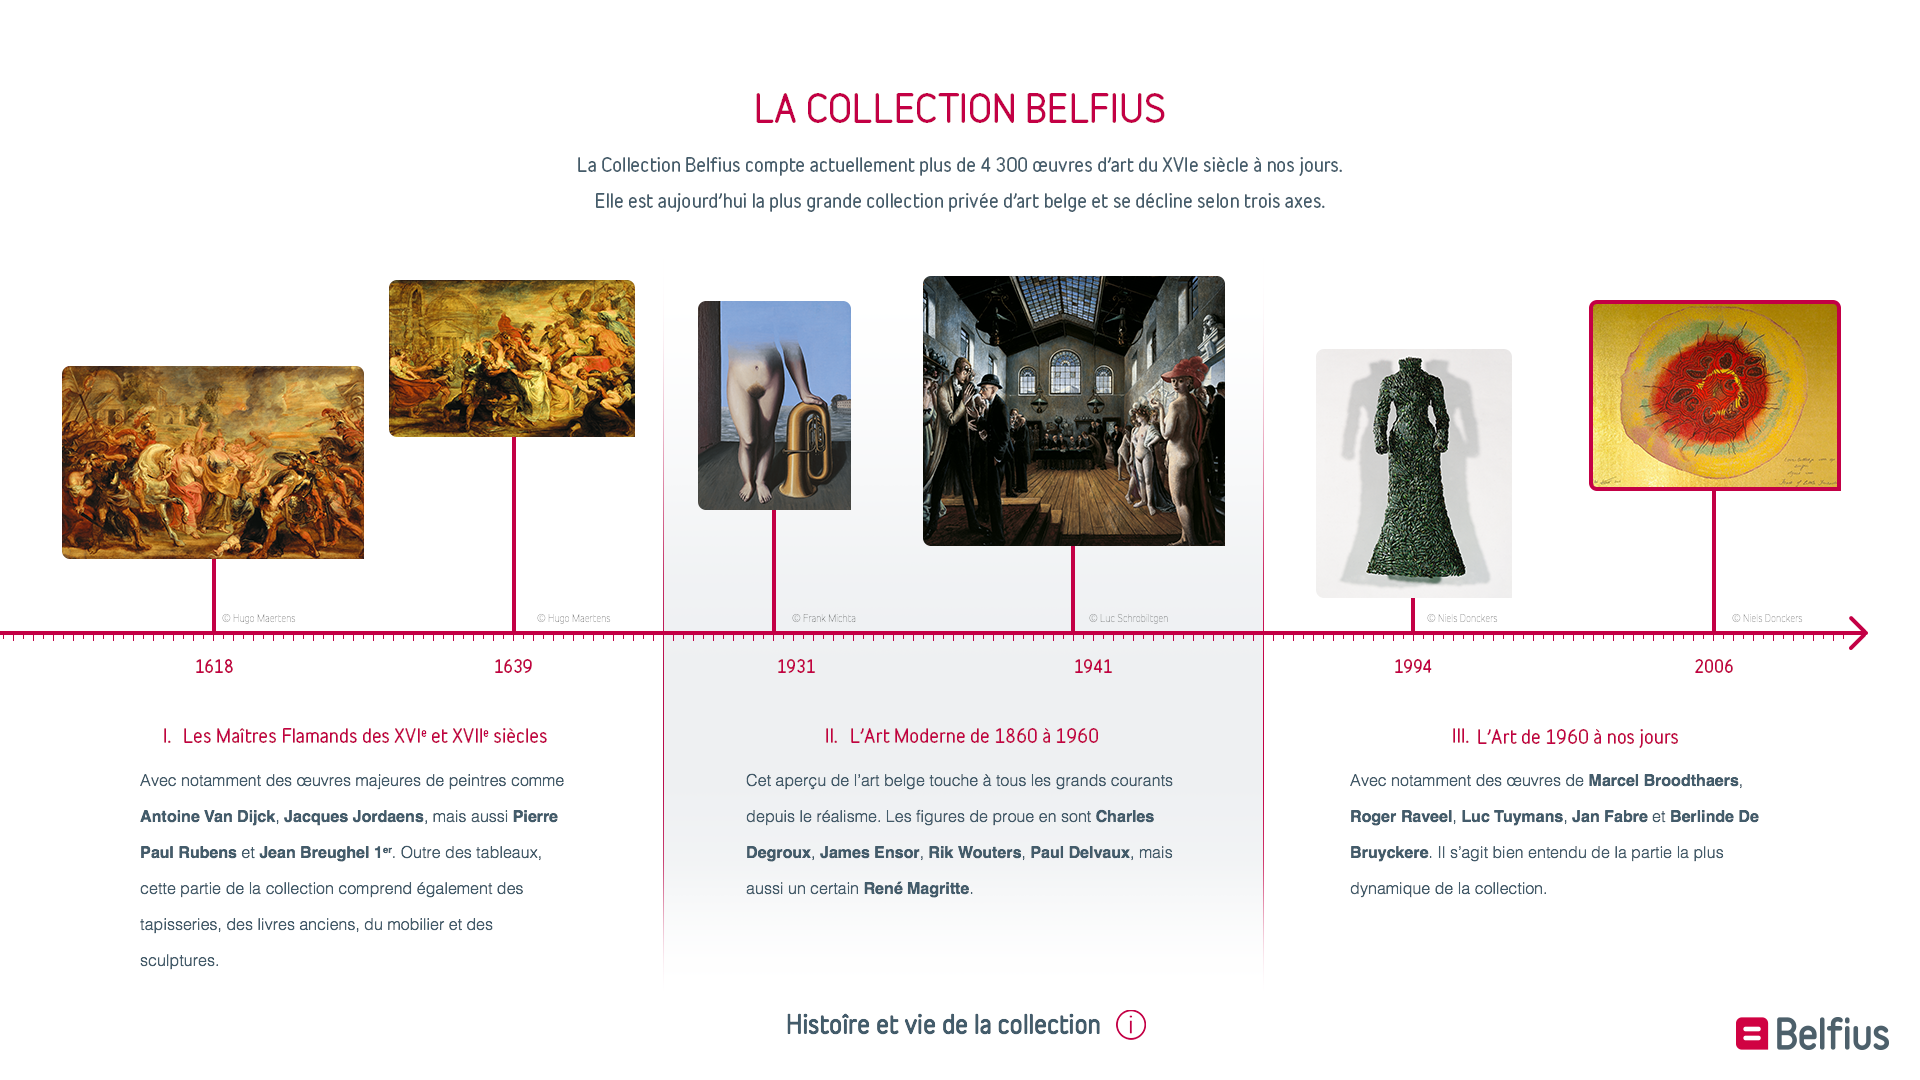 LA COLLECTION BELFIUS
La Collection Belfius compte actuellement plus de 4 300 œuvres d’art du XVIe siècle à nos jours.
Elle est aujourd’hui la plus grande collection privée d’art belge et se décline selon trois axes.
© Hugo Maertens
© Hugo Maertens
© Frank Michta
© Luc Schrobiltgen
© Niels Donckers
© Niels Donckers
1618
1639
1931
1941
1994
2006
I. Les Maîtres Flamands des XVIe et XVIIe siècles
Avec notamment des œuvres majeures de peintres comme
Antoine Van Dijck, Jacques Jordaens, mais aussi Pierre
Paul Rubens et Jean Breughel 1er. Outre des tableaux,
cette partie de la collection comprend également des
tapisseries, des livres anciens, du mobilier et des
sculptures.
II. L’Art Moderne de 1860 à 1960
Cet aperçu de l’art belge touche à tous les grands courants
depuis le réalisme. Les figures de proue en sont Charles
Degroux, James Ensor, Rik Wouters, Paul Delvaux, mais
aussi un certain René Magritte.
III. L’Art de 1960 à nos jours
Avec notamment des œuvres de Marcel Broodthaers,
Roger Raveel, Luc Tuymans, Jan Fabre et Berlinde De
Bruyckere. Il s’agit bien entendu de la partie la plus
dynamique de la collection.
Histoîre et vie de la collection i
Belfius